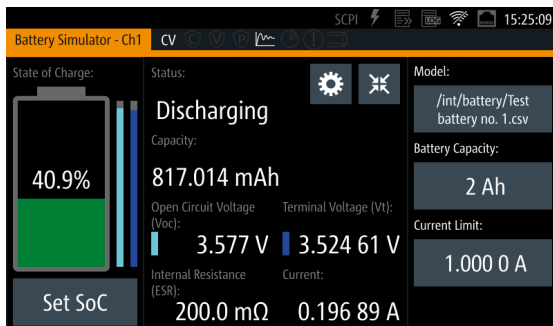 SCPI LOG 15:25:09
Battery Simulator - Ch1 CV C V P
State of Charge:
40.9%
Set SoC
Status:
Discharging
Capacity:
817.014 mAh
Open Circuit Voltage
(Voc):
3.577 V
Terminal Voltage (Vt):
3.524 61 V
Internal Resistance
(ESR):
200.0 mΩ
Current:
0.196 89 A
Model:
/int/battery/Test
battery no. 1.csv
Battery Capacity:
2 Ah
Current Limit:
1.000 0 A